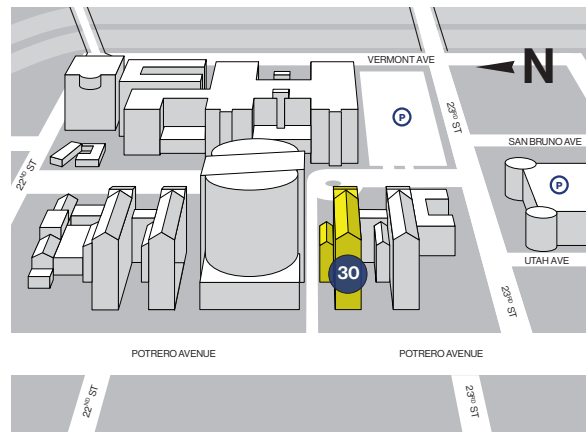 VERMONT AVE
N
23RD ST
P
22ND ST
SAN BRUNO AVE
P
UTAH AVE
30
23RD ST
POTRERO AVENUE
POTRERO AVENUE
22ND ST
23RD ST